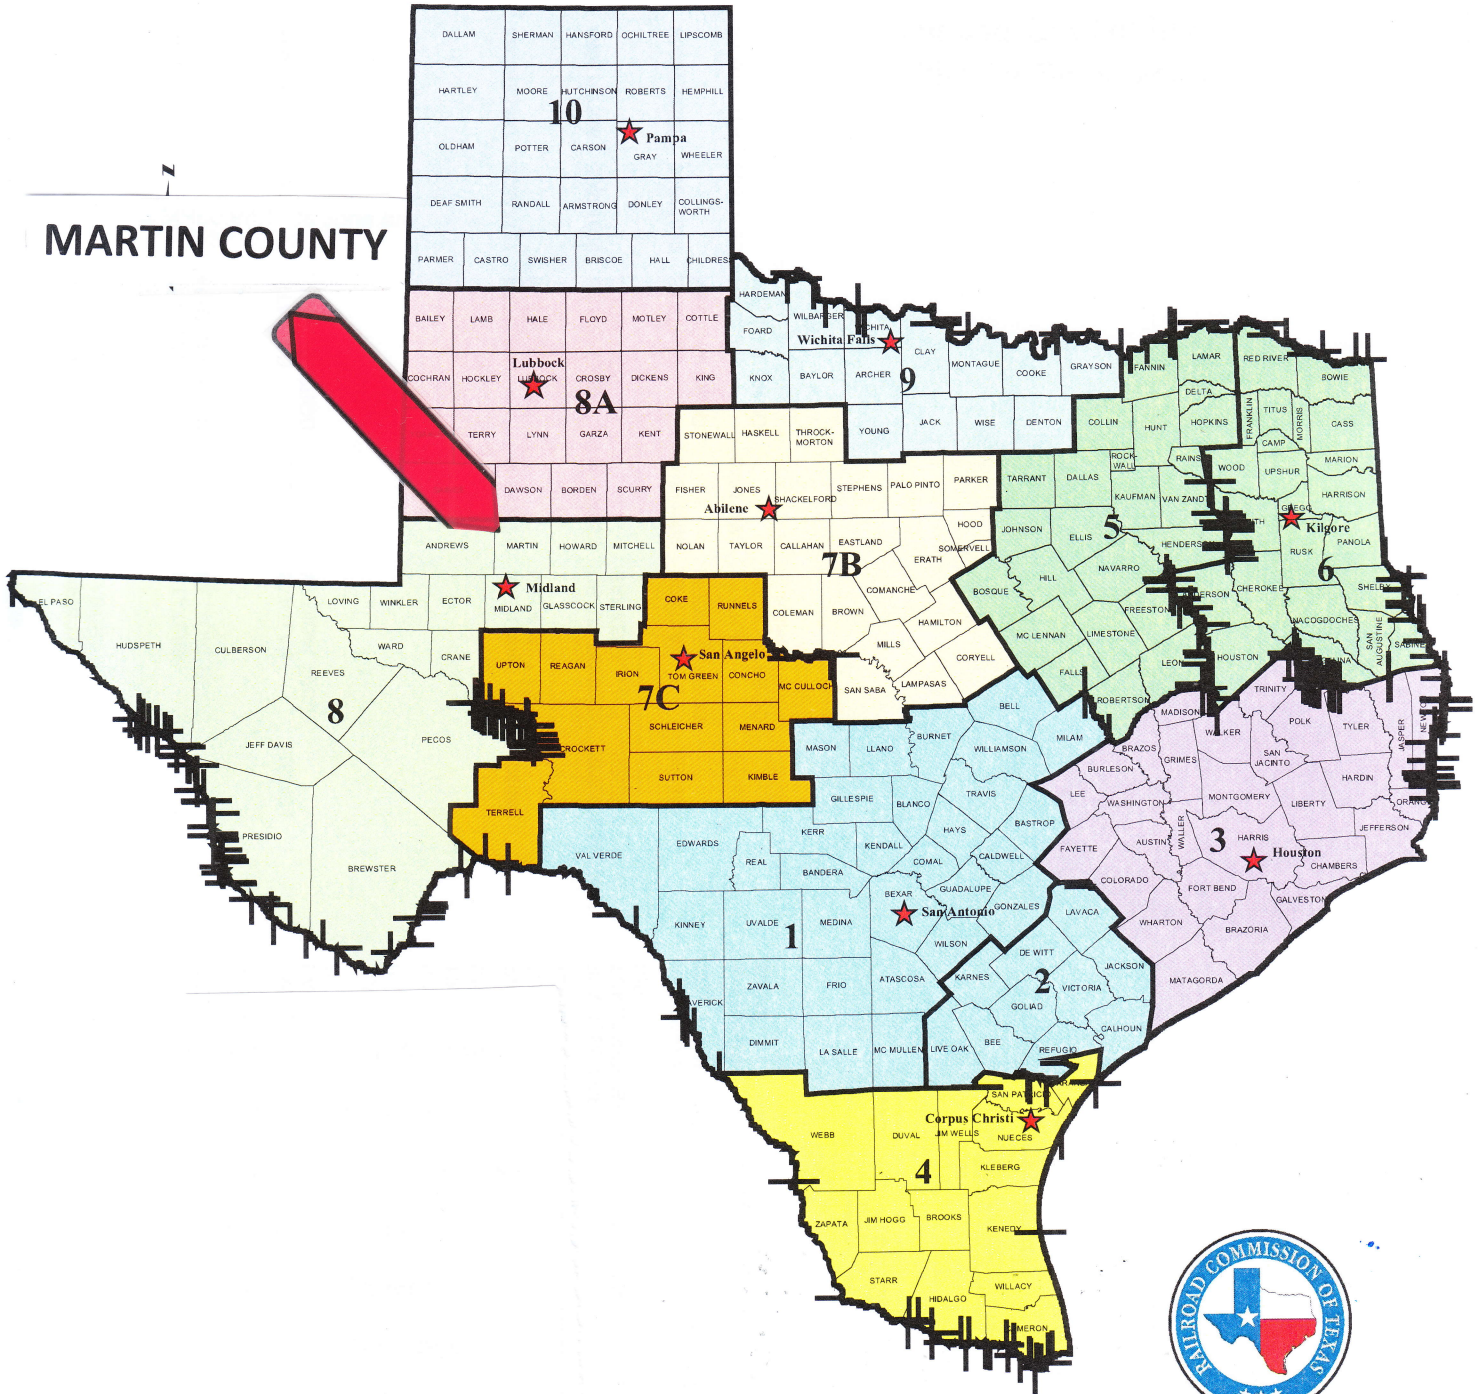 DALLAM SHERMAN HANSFORD OCHILTREE LIPSCOMB
HARTLEY MOORE HUTCHINSON ROBERTS HEMPHILL
10
Pampa
OLDHAM POTTER CARSON GRAY WHEELER
N
DEAF SMITH RANDALL ARMSTRONG DONLEY COLLINGS-
WORTH
MARTIN COUNTY
PARMER CASTRO SWISHER BRISCOE HALL CHILDRESS
HARDEMAN
BAILEY LAMB HALE FLOYD MOTLEY COTTLE
FOARD WILBARGER
Wichita Falls
CLAY MONTAGUE COOKE GRAYSON
FANNIN LAMAR RED RIVER BOWIE
Lubbock
COCHRAN HOCKLEY LUBBOCK CROSBY DICKENS KING
KNOX BAYLOR ARCHER
9
8A
DELTA
FRANKLIN TITUS MORRIS CASS
TERRY LYNN GARZA KENT
STONEWALL HASKELL THROCK-
MORTON
YOUNG JACK WISE DENTON
COLLIN HUNT HOPKINS
CAMP
ROCK-
WALL
RAINS WOOD UPSHUR MARION
DAWSON BORDEN SCURRY
FISHER JONES SHACKELFORD STEPHENS PALO PINTO PARKER
TARRANT DALLAS KAUFMAN VAN ZANDT HARRISON
Abilene
GREGG
Kilgore
ANDREWS MARTIN HOWARD MITCHELL
NOLAN TAYLOR CALLAHAN EASTLAND
HOOD
SOMERVELL
ERATH
JOHNSON ELLIS
5
HENDERSON
RUSK PANOLA
6
7B
Midland
EL PASO LOVING WINKLER ECTOR MIDLAND GLASSCOCK STERLING
COKE RUNNELS
COLEMAN BROWN COMANCHE
BOSQUE HILL NAVARRO
CHEROKEE SHELBY
HAMILTON
MC LENNAN LIMESTONE
NACOGDOCHES
SAN
AUGUSTINE
HUDSPETH CULBERSON WARD CRANE
REEVES
UPTON REAGAN IRION
San Angelo
TOM GREEN CONCHO MC CULLOCH
MILLS
CORYELL
SAN SABA LAMPASAS
FALLS LEON HOUSTON
ROBERTSON
8
7C
JEFF DAVIS PECOS
CROCKETT SCHLEICHER MENARD
SUTTON KIMBLE
MASON LLANO BURNET
BELL MILAM
WILLIAMSON
MADISON TRINITY
WALKER POLK TYLER JASPER
SAN
JACINTO
BRAZOS GRIMES
BURLESON
HARDIN
TERRELL
GILLESPIE BLANCO TRAVIS
LEE WASHINGTON MONTGOMERY LIBERTY
PRESIDIO BREWSTER
VAL VERDE EDWARDS KERR KENDALL
HAYS BASTROP
CALDWELL
FAYETTE AUSTIN WALLER
3
HARRIS
Houston
JEFFERSON
CHAMBERS
REAL BANDERA COMAL
GUADALUPE
BEXAR
San Antonio
GONZALES
COLORADO FORT BEND GALVESTON
LAVACA WHARTON BRAZORIA
KINNEY UVALDE
1
MEDINA WILSON
DE WITT
JACKSON
ZAVALA FRIO ATASCOSA KARNES
2
VICTORIA MATAGORDA
GOLIAD
CALHOUN
DIMMIT LA SALLE MC MULLEN LIVE OAK BEE REFUGIO
SAN PATRICIO
Corpus Christi
WEBB DUVAL JIM WELLS NUECES
4
KLEBERG
ZAPATA JIM HOGG BROOKS KENEDY
STARR HIDALGO WILLACY
RAILROAD COMMISSION OF TEXAS